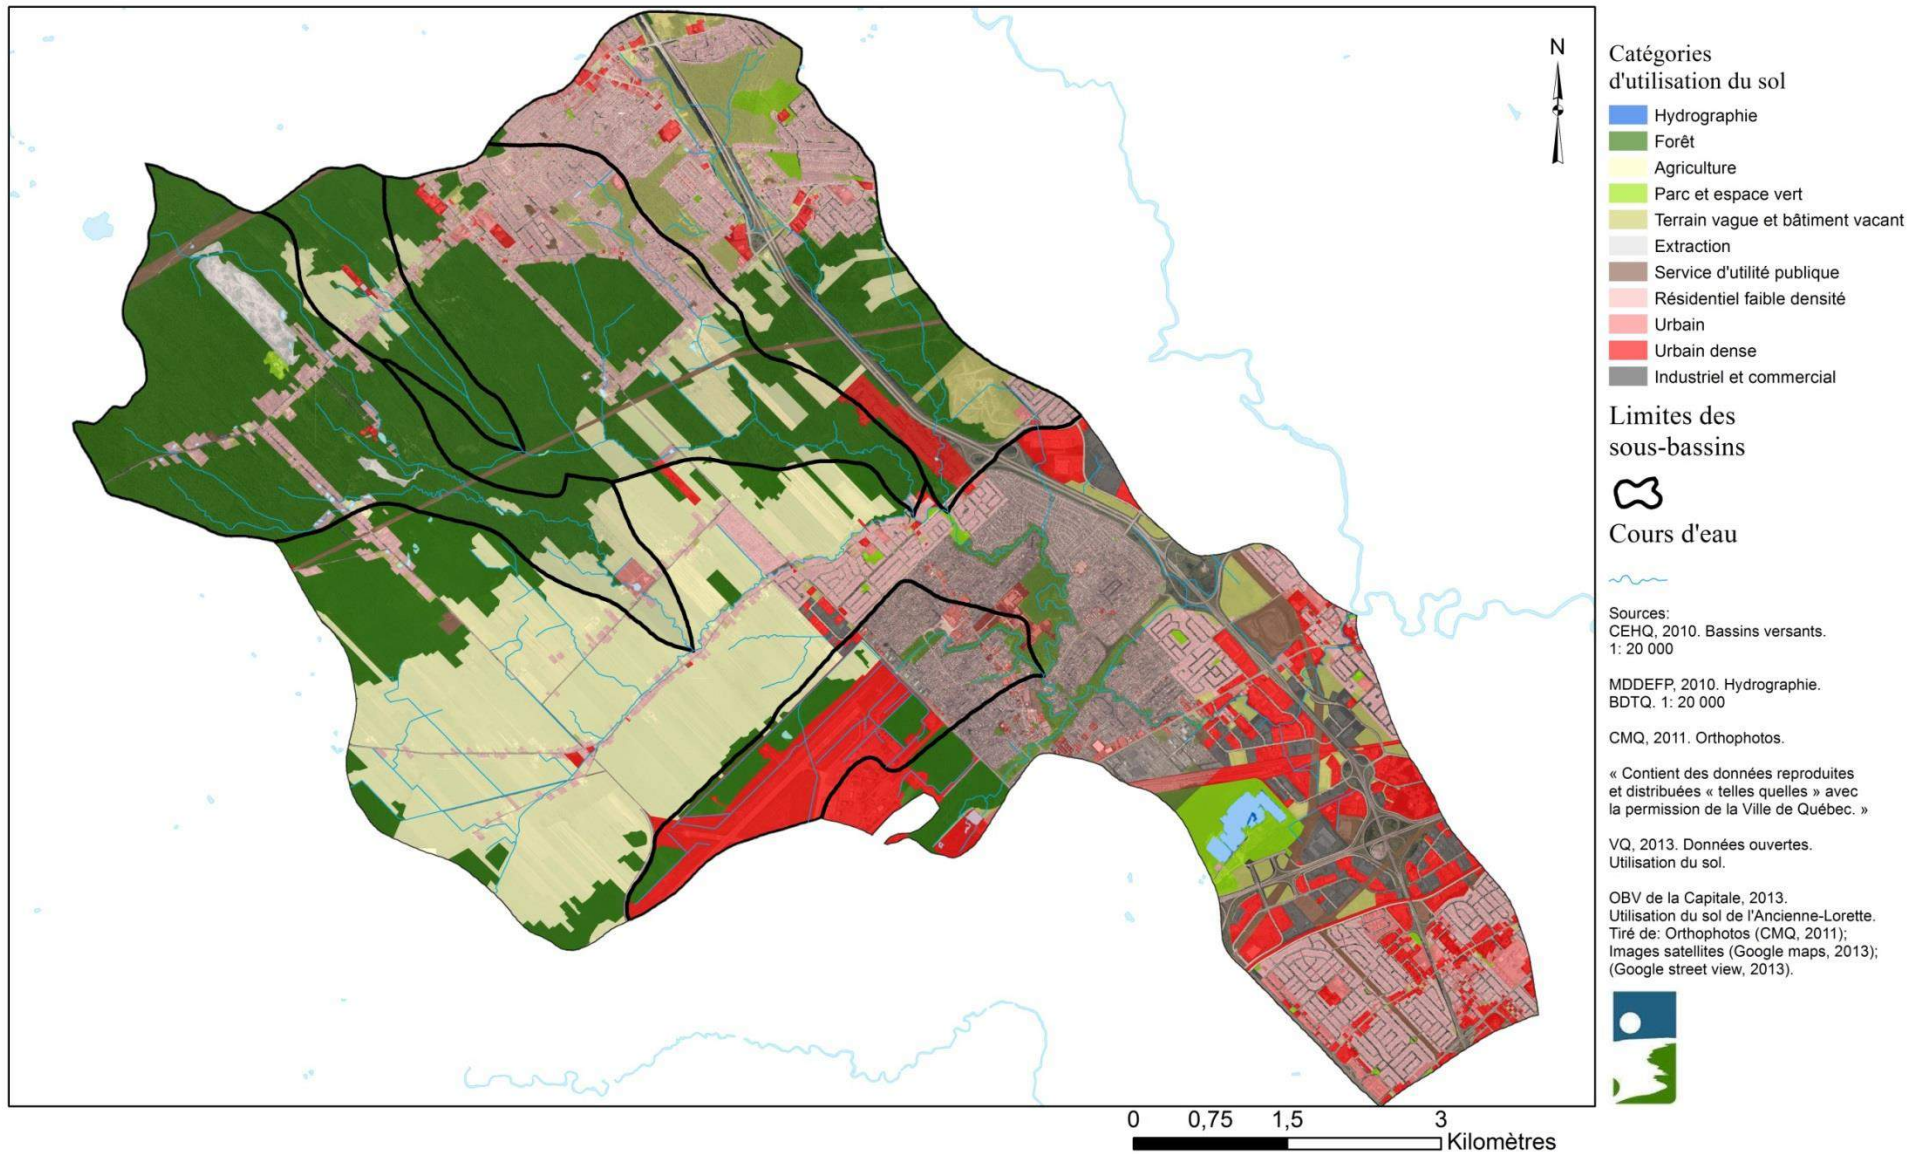 N
Catégories
d'utilisation du sol
Hydrographie
Forêt
Agriculture
Parc et espace vert
Terrain vague et bâtiment vacant
Extraction
Service d'utilité publique
Résidentiel faible densité
Urbain
Urbain dense
Industriel et commercial
Limites des
sous-bassins
Cours d'eau
Sources:
CEHQ, 2010. Bassins versants.
1: 20 000
MDDEFP, 2010. Hydrographie.
BDTQ. 1: 20 000
CMQ, 2011. Orthophotos.
« Contient des données reproduites
et distribuées « telles quelles » avec
la permission de la Ville de Québec. »
VQ, 2013. Données ouvertes.
Utilisation du sol.
OBV de la Capitale, 2013.
Utilisation du sol de l'Ancienne-Lorette.
Tiré de: Orthophotos (CMQ, 2011);
Images satellites (Google maps, 2013);
(Google street view, 2013).
0 0,75 1,5 3
Kilomètres